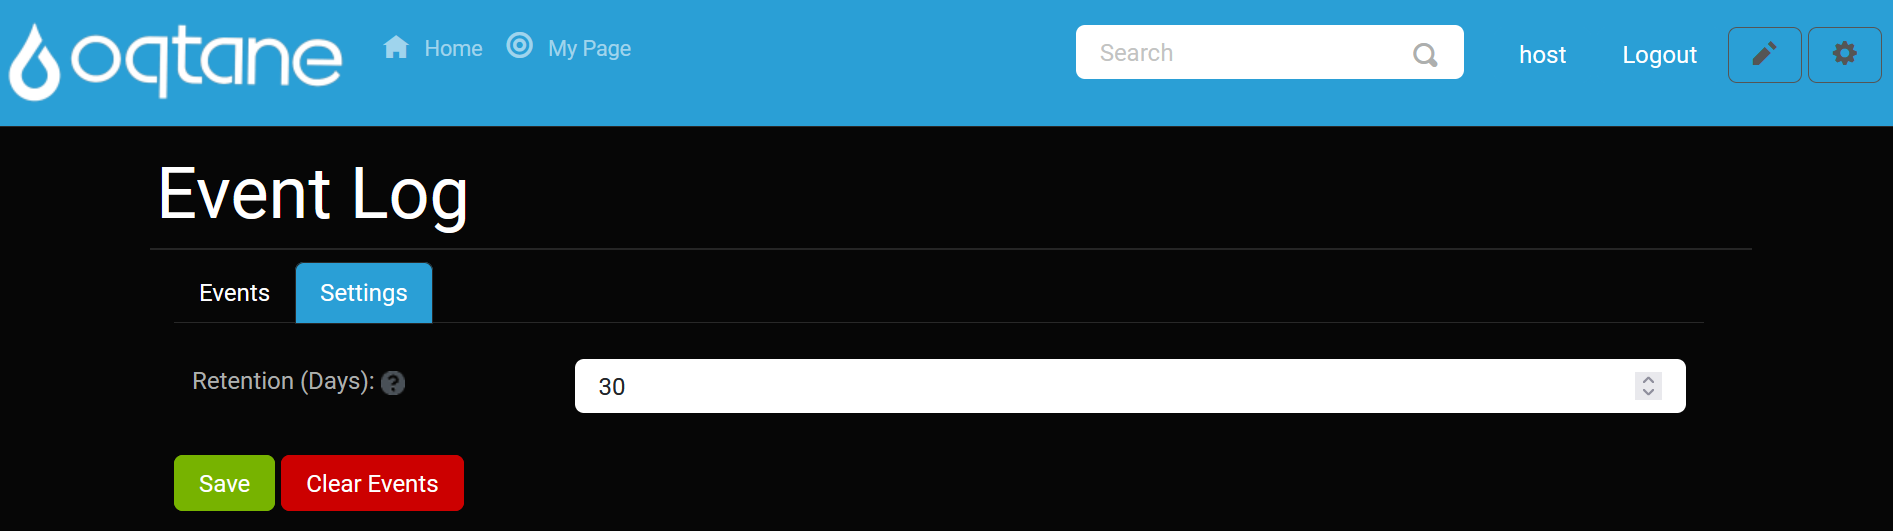 oqtane Home My Page Search host Logout
Event Log
Events Settings
Retention (Days): ? 30
Save Clear Events